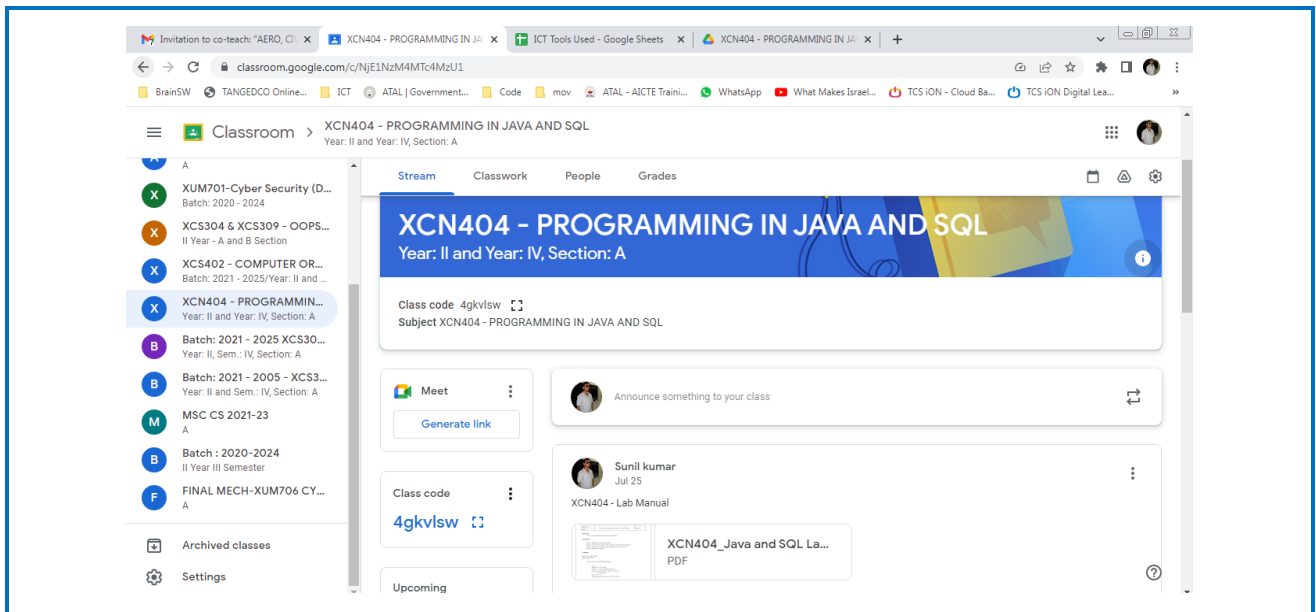 Invitation to co-teach: "AERO, CI
XCN404 - PROGRAMMING IN JA
ICT Tools Used - Google Sheets
XCN404 - PROGRAMMING IN JA
classroom.google.com/c/NjE1NzM4MTc4MzU1
BrainSW
TANGEDCO Online...
ICT
ATAL | Government...
Code
mov
ATAL - AICTE Traini...
WhatsApp
What Makes Israel...
TCS iON - Cloud Ba...
TCS iON Digital Lea...
»
Classroom
XCN404 - PROGRAMMING IN JAVA AND SQL
Year: II and Year: IV, Section: A
A
X
XUM701-Cyber Security (D...
Batch: 2020 - 2024
X
XCS304 & XCS309 - OOPS...
II Year - A and B Section
X
XCS402 - COMPUTER OR...
Batch: 2021 - 2025/Year: II and ...
X
XCN404 - PROGRAMMIN...
Year: II and Year: IV, Section: A
B
Batch: 2021 - 2025 XCS30...
Year: II, Sem.: IV, Section: A
B
Batch: 2021 - 2005 - XCS3...
Year: II and Sem.: IV, Section: A
M
MSC CS 2021-23
A
B
Batch : 2020-2024
II Year III Semester
F
FINAL MECH-XUM706 CY...
A
Archived classes
Settings
Stream
Classwork
People
Grades
XCN404 - PROGRAMMING IN JAVA AND SQL
Year: II and Year: IV, Section: A
Class code 4gkvlsw
Subject XCN404 - PROGRAMMING IN JAVA AND SQL
Meet
Generate link
Class code
4gkvlsw
Upcoming
Announce something to your class
Sunil kumar
Jul 25
XCN404 - Lab Manual
XCN404_Java and SQL La...
PDF